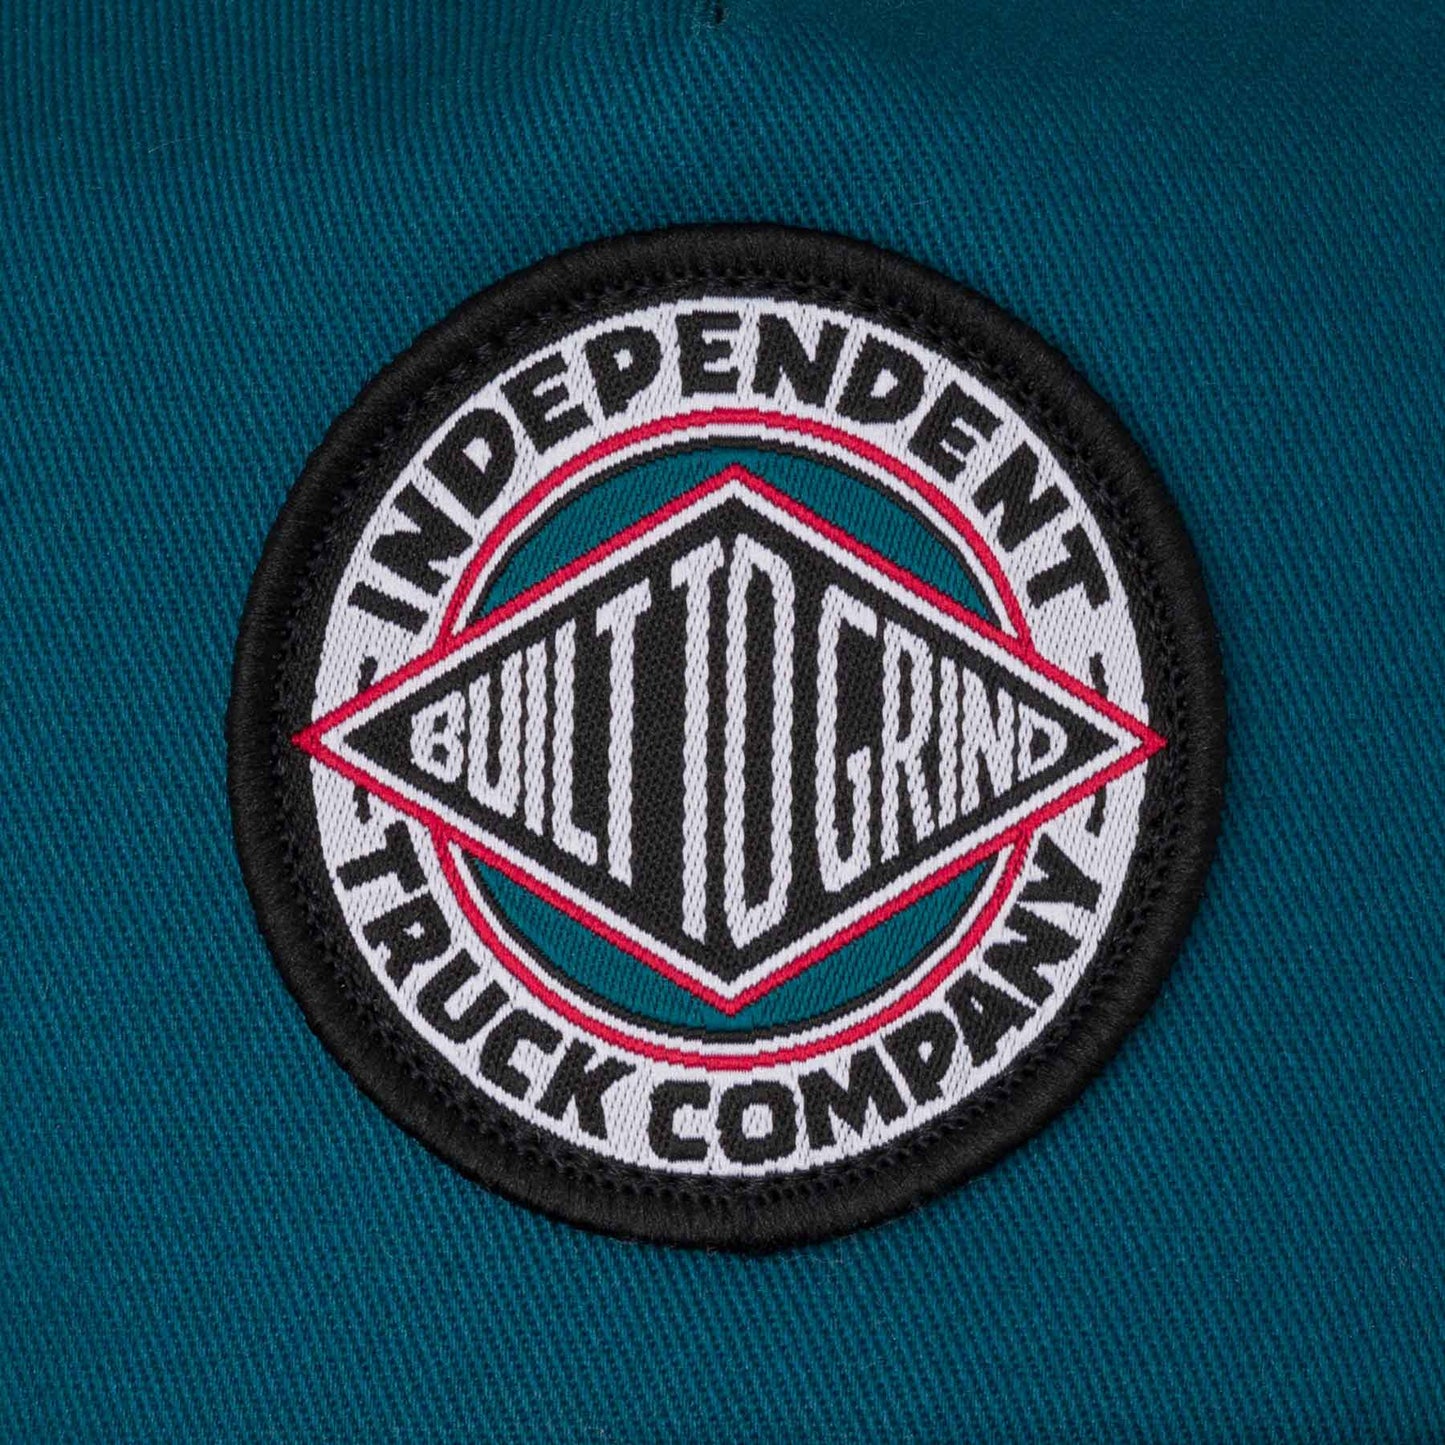 INDEPENDENT
BUILT TO GRIND
TRUCK COMPANY